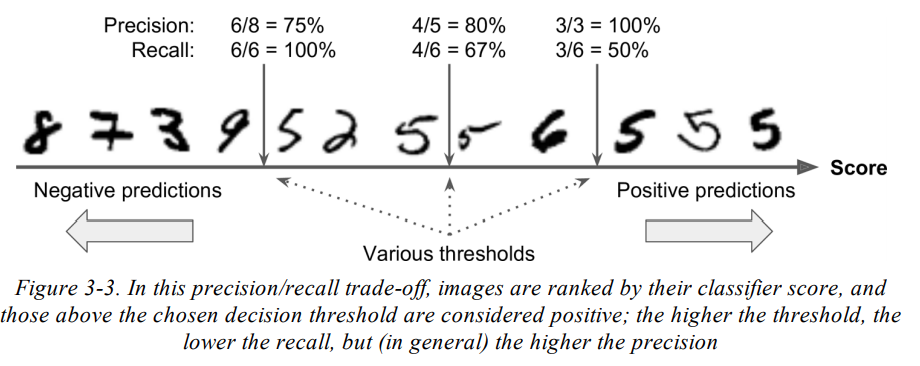 Precision: 6/8 = 75% 4/5 = 80% 3/3 = 100%
Recall: 6/6 = 100% 4/6 = 67% 3/6 = 50%
8 7 3 9 5 2 5 5 6 5 5 5
Score
Negative predictions Positive predictions
Various thresholds
Figure 3-3. In this precision/recall trade-off, images are ranked by their classifier score, and
those above the chosen decision threshold are considered positive; the higher the threshold, the
lower the recall, but (in general) the higher the precision